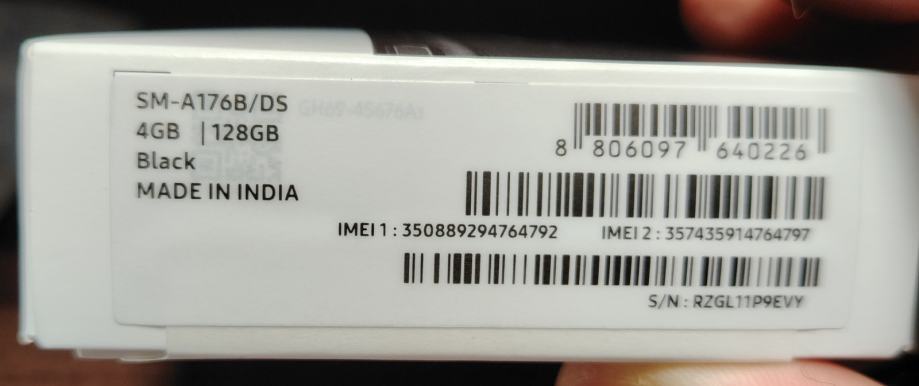 SM-A176B/DS
4GB | 128GB
Black
MADE IN INDIA
8 806097 640226
IMEI 1 : 350889294764792 IMEI 2 : 357435914764797
S/N : RZGL11P9EVY